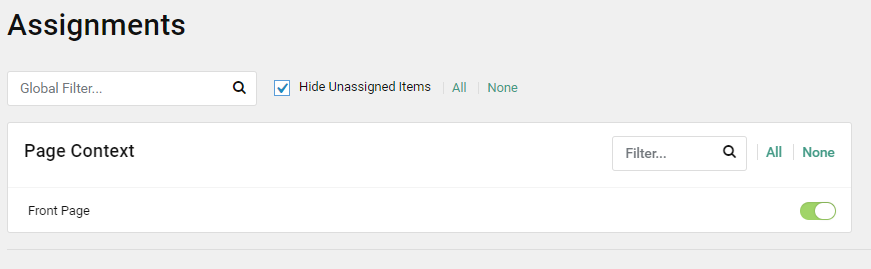 Assignments
Global Filter...
Hide Unassigned Items All None
Page Context Filter... All None
Front Page